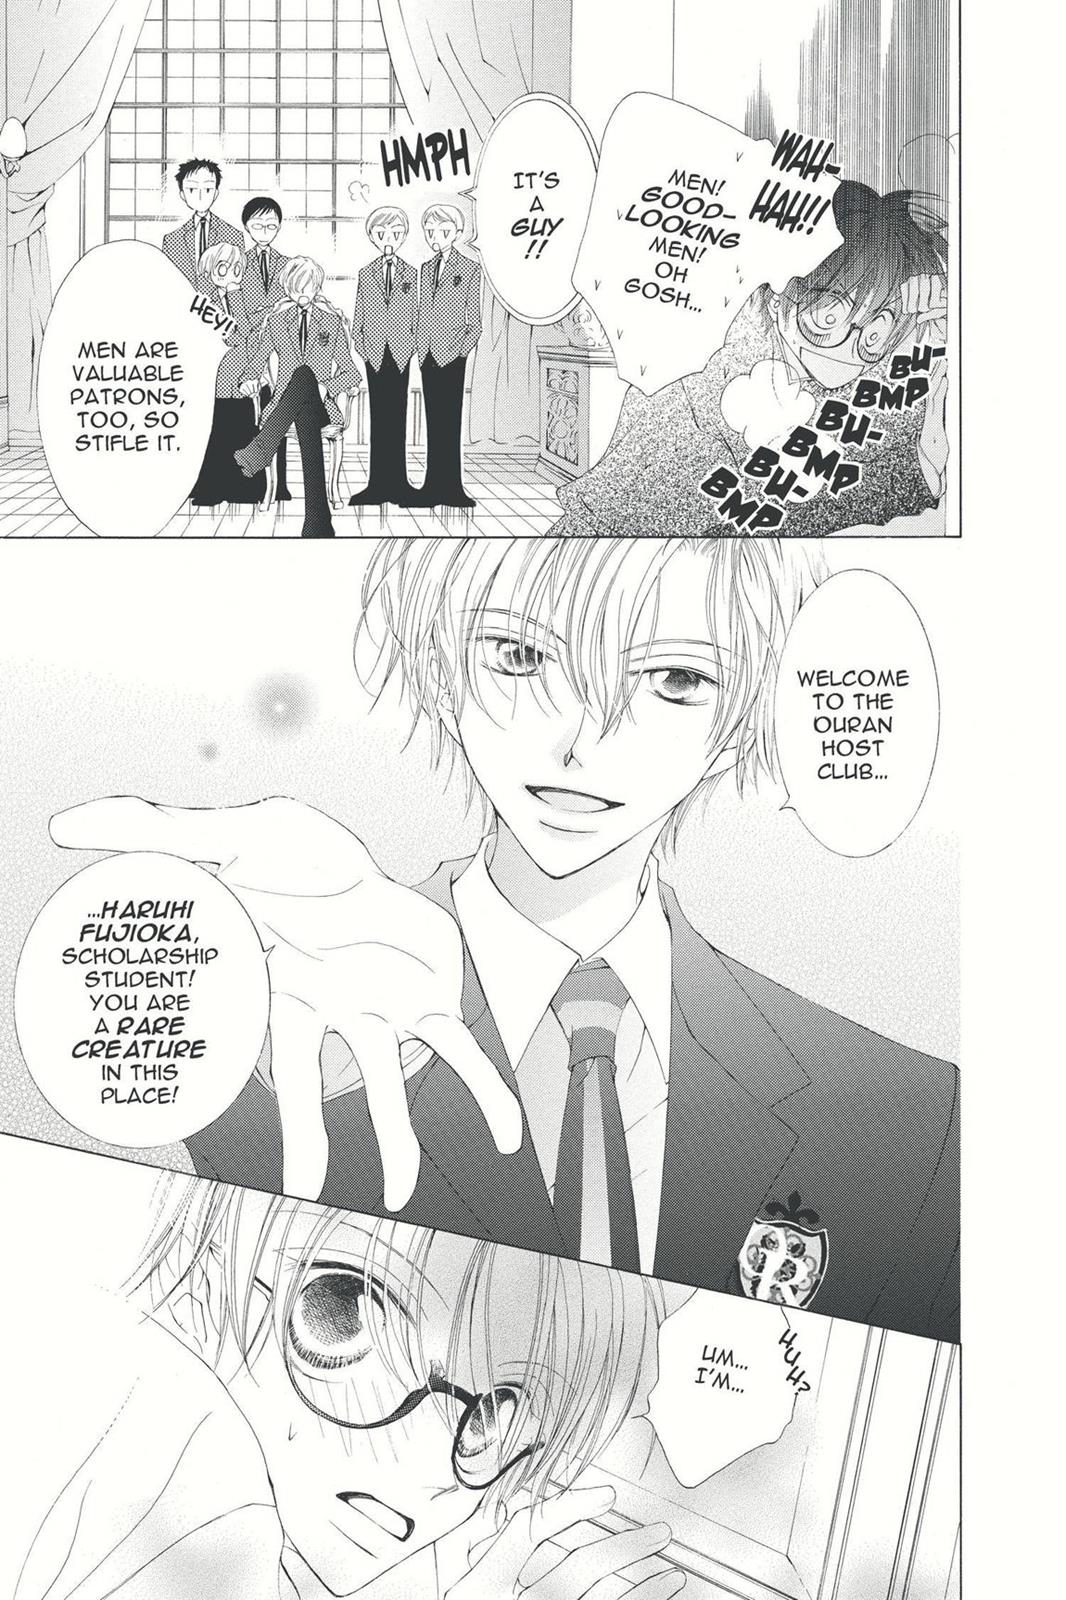 WAH-
HAH!!
MEN!
GOOD-
LOOKING
MEN!
OH
GOSH...
BU-
BMP
BU-
BMP
BU-
BMP
IT'S
A
GUY
!!
HMPH
HEY!
MEN ARE
VALUABLE
PATRONS,
TOO, SO
STIFLE IT.
WELCOME
TO THE
OURAN
HOST
CLUB...
...HARUHI
FUJIOKA,
SCHOLARSHIP
STUDENT!
YOU ARE
A RARE
CREATURE
IN THIS
PLACE!
HUH?
UM...
I'M...